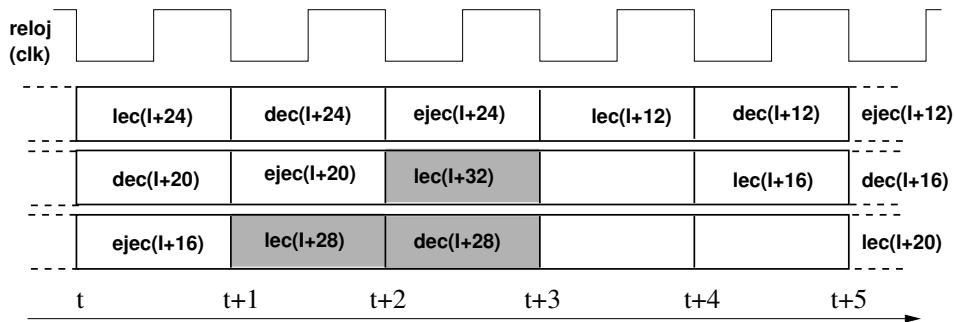 reloj
(clk)
lec(I+24) dec(I+24) ejec(I+24) lec(I+12) dec(I+12) ejec(I+12)
dec(I+20) ejec(I+20) lec(I+32) lec(I+16) dec(I+16)
ejec(I+16) lec(I+28) dec(I+28) lec(I+20)
t t+1 t+2 t+3 t+4 t+5